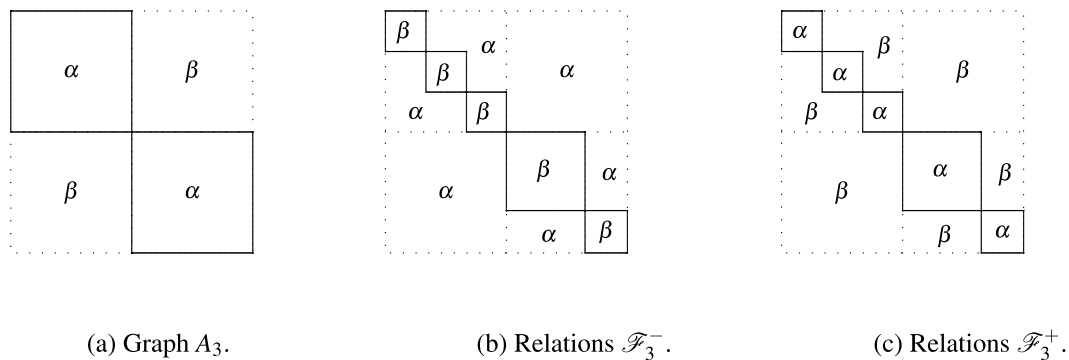 α β
β α
(a) Graph A₃.
β α α
β
α β
α β α
α β
(b) Relations ℱ₃⁻.
α β β
α
β α
β α β
β α
(c) Relations ℱ₃⁺.